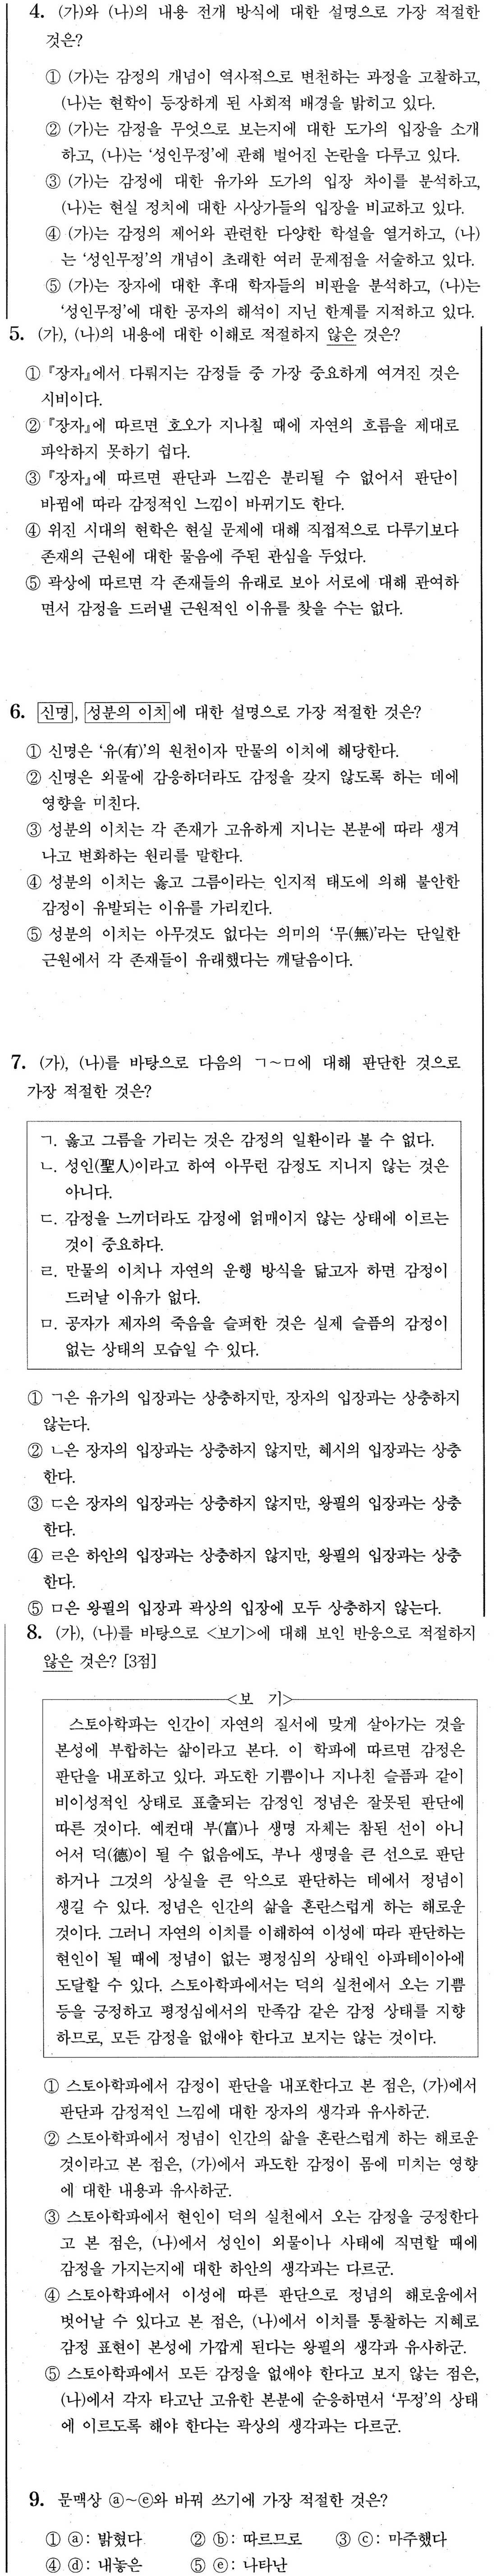 4. (가)와 (나)의 내용 전개 방식에 대한 설명으로 가장 적절한
것은?
① (가)는 감정의 개념이 역사적으로 변천하는 과정을 고찰하고,
(나)는 현학이 등장하게 된 사회적 배경을 밝히고 있다.
② (가)는 감정을 무엇으로 보는지에 대한 도가의 입장을 소개
하고, (나)는 ‘성인무정’에 관해 벌어진 논란을 다루고 있다.
③ (가)는 감정에 대한 유가와 도가의 입장 차이를 분석하고,
(나)는 현실 정치에 대한 사상가들의 입장을 비교하고 있다.
④ (가)는 감정의 제어와 관련한 다양한 학설을 열거하고, (나)
는 ‘성인무정’의 개념이 초래한 여러 문제점을 서술하고 있다.
⑤ (가)는 장자에 대한 후대 학자들의 비판을 분석하고, (나)는
‘성인무정’에 대한 공자의 해석이 지닌 한계를 지적하고 있다.
5. (가), (나)의 내용에 대한 이해로 적절하지 않은 것은?
① 『장자』에서 다뤄지는 감정들 중 가장 중요하게 여겨진 것은
시비이다.
② 『장자』에 따르면 호오가 지나칠 때에 자연의 흐름을 제대로
파악하지 못하기 쉽다.
③ 『장자』에 따르면 판단과 느낌은 분리될 수 없어서 판단이
바뀜에 따라 감정적인 느낌이 바뀌기도 한다.
④ 위진 시대의 현학은 현실 문제에 대해 직접적으로 다루기보다
존재의 근원에 대한 물음에 주된 관심을 두었다.
⑤ 곽상에 따르면 각 존재들의 유래로 보아 서로에 대해 관여하
면서 감정을 드러낼 근원적인 이유를 찾을 수는 없다.
6. 신명, 성분의 이치에 대한 설명으로 가장 적절한 것은?
① 신명은 ‘유(有)’의 원천이자 만물의 이치에 해당한다.
② 신명은 외물에 감응하더라도 감정을 갖지 않도록 하는 데에
영향을 미친다.
③ 성분의 이치는 각 존재가 고유하게 지니는 본분에 따라 생겨
나고 변화하는 원리를 말한다.
④ 성분의 이치는 옳고 그름이라는 인지적 태도에 의해 불안한
감정이 유발되는 이유를 가리킨다.
⑤ 성분의 이치는 아무것도 없다는 의미의 ‘무(無)’라는 단일한
근원에서 각 존재들이 유래했다는 깨달음이다.
7. (가), (나)를 바탕으로 다음의 ㄱ~ㅁ에 대해 판단한 것으로
가장 적절한 것은?
ㄱ. 옳고 그름을 가리는 것은 감정의 일환이라 볼 수 없다.
ㄴ. 성인(聖人)이라고 하여 아무런 감정도 지니지 않는 것은
아니다.
ㄷ. 감정을 느끼더라도 감정에 얽매이지 않는 상태에 이르는
것이 중요하다.
ㄹ. 만물의 이치나 자연의 운행 방식을 닮고자 하면 감정이
드러날 이유가 없다.
ㅁ. 공자가 제자의 죽음을 슬퍼한 것은 실제 슬픔의 감정이
없는 상태의 모습일 수 있다.
① ㄱ은 유가의 입장과는 상충하지만, 장자의 입장과는 상충하지
않는다.
② ㄴ은 장자의 입장과는 상충하지 않지만, 혜시의 입장과는 상충
한다.
③ ㄷ은 장자의 입장과는 상충하지 않지만, 왕필의 입장과는 상충
한다.
④ ㄹ은 하안의 입장과는 상충하지 않지만, 왕필의 입장과는 상충
한다.
⑤ ㅁ은 왕필의 입장과 곽상의 입장에 모두 상충하지 않는다.
8. (가), (나)를 바탕으로 <보기>에 대해 보인 반응으로 적절하지
않은 것은? [3점]
<보 기>
스토아학파는 인간이 자연의 질서에 맞게 살아가는 것을
본성에 부합하는 삶이라고 본다. 이 학파에 따르면 감정은
판단을 내포하고 있다. 과도한 기쁨이나 지나친 슬픔과 같이
비이성적인 상태로 표출되는 감정인 정념은 잘못된 판단에
따른 것이다. 예컨대 부(富)나 생명 자체는 참된 선이 아니
어서 덕(德)이 될 수 없음에도, 부나 생명을 큰 선으로 판단
하거나 그것의 상실을 큰 악으로 판단하는 데에서 정념이
생길 수 있다. 정념은 인간의 삶을 혼란스럽게 하는 해로운
것이다. 그러니 자연의 이치를 이해하여 이성에 따라 판단하는
현인이 될 때에 정념이 없는 평정심의 상태인 아파테이아에
도달할 수 있다. 스토아학파에서는 덕의 실천에서 오는 기쁨
등을 긍정하고 평정심에서의 만족감 같은 감정 상태를 지향
하므로, 모든 감정을 없애야 한다고 보지는 않는 것이다.
① 스토아학파에서 감정이 판단을 내포한다고 본 점은, (가)에서
판단과 감정적인 느낌에 대한 장자의 생각과 유사하군.
② 스토아학파에서 정념이 인간의 삶을 혼란스럽게 하는 해로운
것이라고 본 점은, (가)에서 과도한 감정이 몸에 미치는 영향
에 대한 내용과 유사하군.
③ 스토아학파에서 현인이 덕의 실천에서 오는 감정을 긍정한다
고 본 점은, (나)에서 성인이 외물이나 사태에 직면할 때에
감정을 가지는지에 대한 하안의 생각과는 다르군.
④ 스토아학파에서 이성에 따른 판단으로 정념의 해로움에서
벗어날 수 있다고 본 점은, (나)에서 이치를 통찰하는 지혜로
감정 표현이 본성에 가깝게 된다는 왕필의 생각과 유사하군.
⑤ 스토아학파에서 모든 감정을 없애야 한다고 보지 않는 점은,
(나)에서 각자 타고난 고유한 본분에 순응하면서 ‘무정’의 상태
에 이르도록 해야 한다는 곽상의 생각과는 다르군.
9. 문맥상 ⓐ~ⓔ와 바꿔 쓰기에 가장 적절한 것은?
① ⓐ: 밝혔다 ② ⓑ: 따르므로 ③ ⓒ: 마주했다
④ ⓓ: 내놓은 ⑤ ⓔ: 나타난